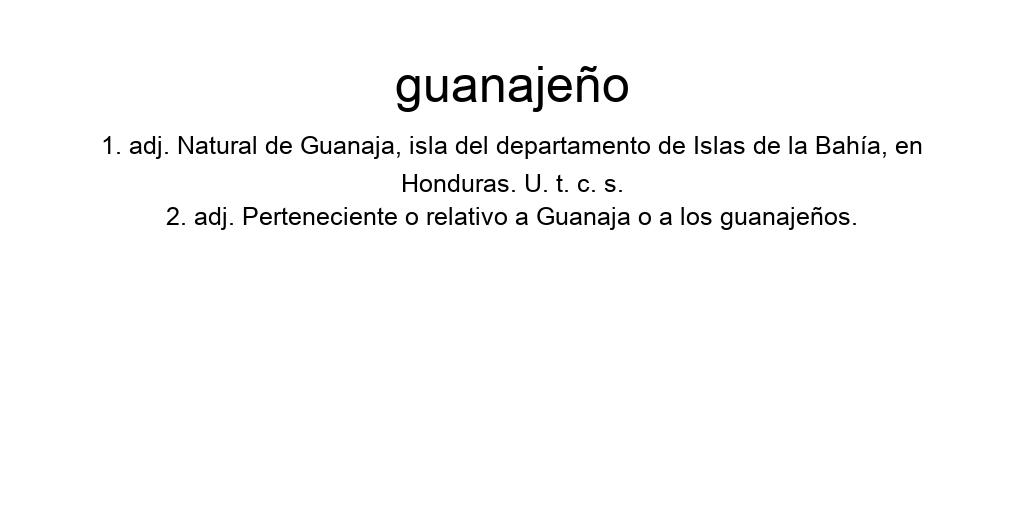 guanajeño
1. adj. Natural de Guanaja, isla del departamento de Islas de la Bahía, en
Honduras. U. t. c. s.
2. adj. Perteneciente o relativo a Guanaja o a los guanajeños.